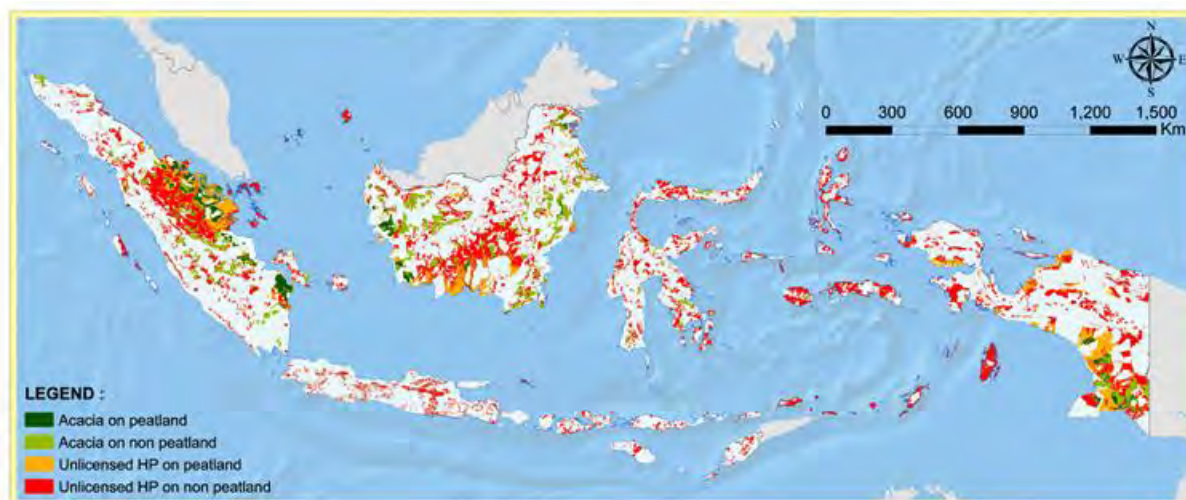 N
W E
S
0 300 600 900 1,200 1,500
Km
LEGEND :
Acacia on peatland
Acacia on non peatland
Unlicensed HP on peatland
Unlicensed HP on non peatland